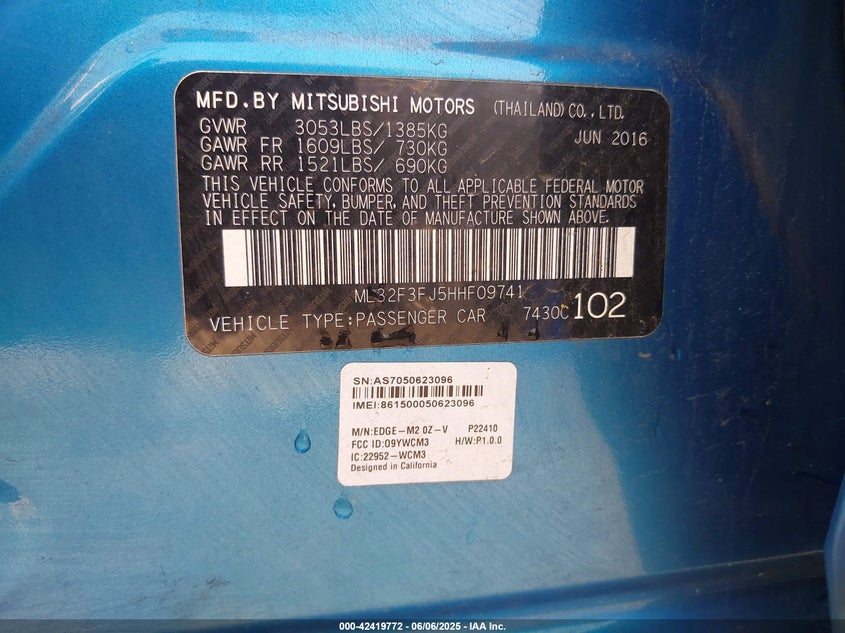 MFD.BY MITSUBISHI MOTORS (THAILAND)CO.,LTD.
GVWR 3053LBS/1385KG JUN 2016
GAWR FR 1609LBS/ 730KG
GAWR RR 1521LBS/ 690KG
THIS VEHICLE CONFORMS TO ALL APPLICABLE FEDERAL MOTOR
VEHICLE SAFETY, BUMPER, AND THEFT PREVENTION STANDARDS
IN EFFECT ON THE DATE OF MANUFACTURE SHOWN ABOVE.
ML32F3FJ5HHF09741
VEHICLE TYPE:PASSENGER CAR 7430C 102
SN:AS7050623096
IMEI:861500050623096
M/N:EDGE-M2 0Z-V P22410
FCC ID:O9YWCM3 H/W:P1.0.0
IC:22952-WCM3
Designed in California
000-42419772 - 06/06/2025 - IAA Inc.